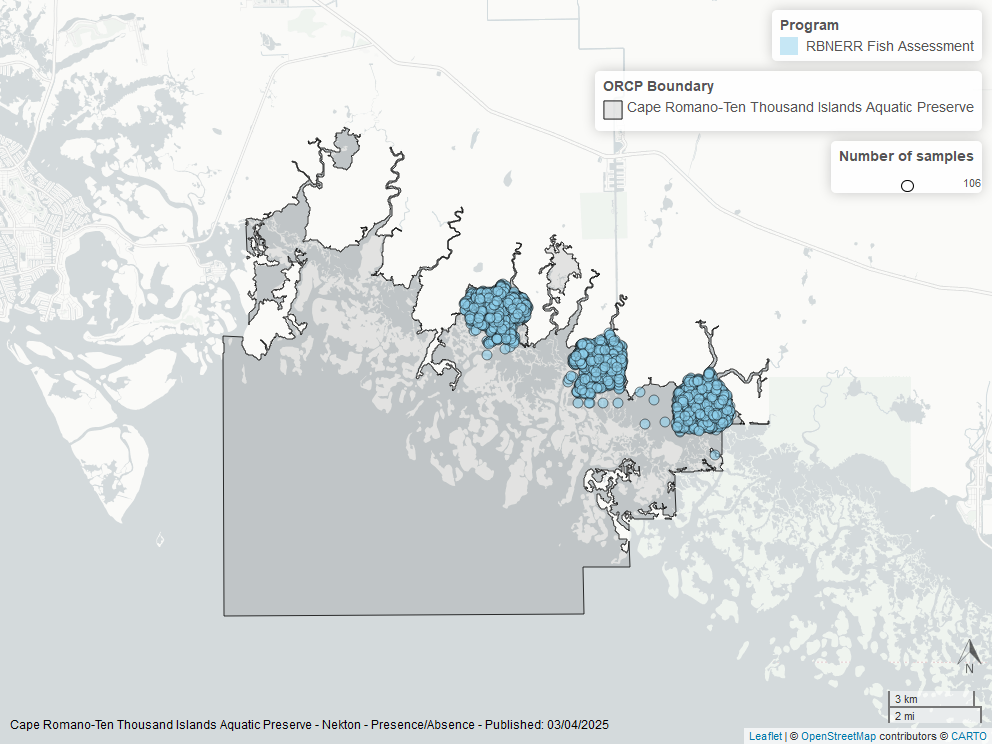 Program
RBNERR Fish Assessment
ORCP Boundary
Cape Romano-Ten Thousand Islands Aquatic Preserve
Number of samples
106
N
3 km
2 mi
Cape Romano-Ten Thousand Islands Aquatic Preserve - Nekton - Presence/Absence - Published: 03/04/2025
Leaflet | © OpenStreetMap contributors © CARTO